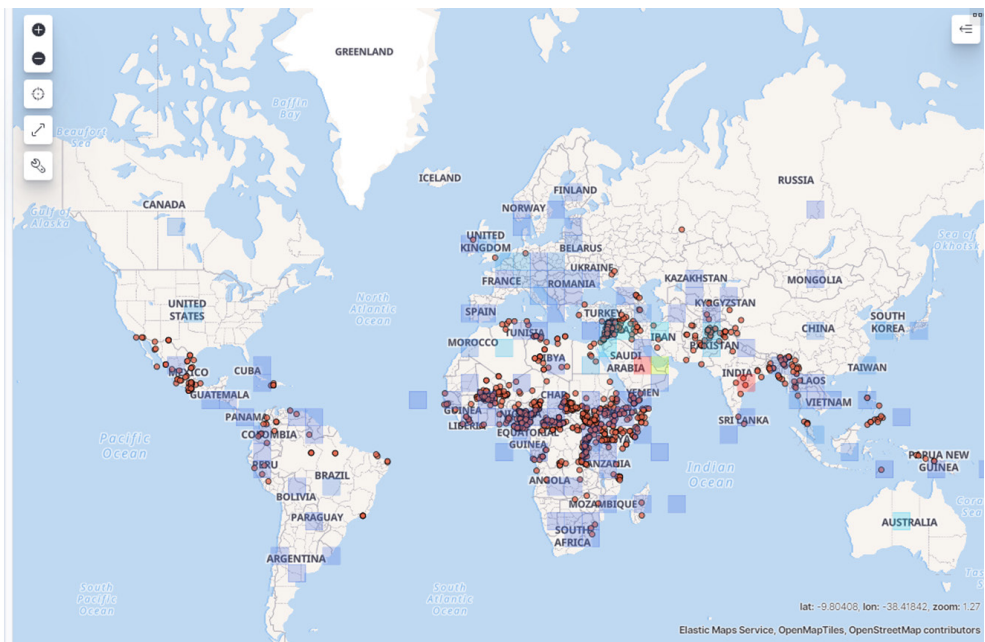 GREENLAND
Baffin
Bay
Beaufort
Sea
ICELAND
FINLAND
RUSSIA
CANADA
NORWAY
Gulf of
Alaska
UNITED
KINGDOM
BELARUS
Sea of
Okhotsk
UKRAINE
FRANCE
ROMANIA
KAZAKHSTAN
MONGOLIA
North
Atlantic
Ocean
UNITED
STATES
SPAIN
TURKEY
KYRGYZSTAN
CHINA
SOUTH
KOREA
TUNISIA
MOROCCO
IRAN
PAKISTAN
SAUDI
ARABIA
LIBYA
MEXICO
CUBA
INDIA
TAIWAN
LAOS
GUATEMALA
CHAD
YEMEN
VIETNAM
PANAMA
GUINEA
LIBERIA
SRI LANKA
COLOMBIA
EQUATORIAL
GUINEA
Pacific
Ocean
PERU
BRAZIL
ANGOLA
TANZANIA
Indian
Ocean
PAPUA NEW
GUINEA
BOLIVIA
MOZAMBIQUE
PARAGUAY
SOUTH
AFRICA
AUSTRALIA
ARGENTINA
South
Pacific
Ocean
South
Atlantic
Ocean
lat: -9.80408, lon: -38.41842, zoom: 1.27
Elastic Maps Service, OpenMapTiles, OpenStreetMap contributors